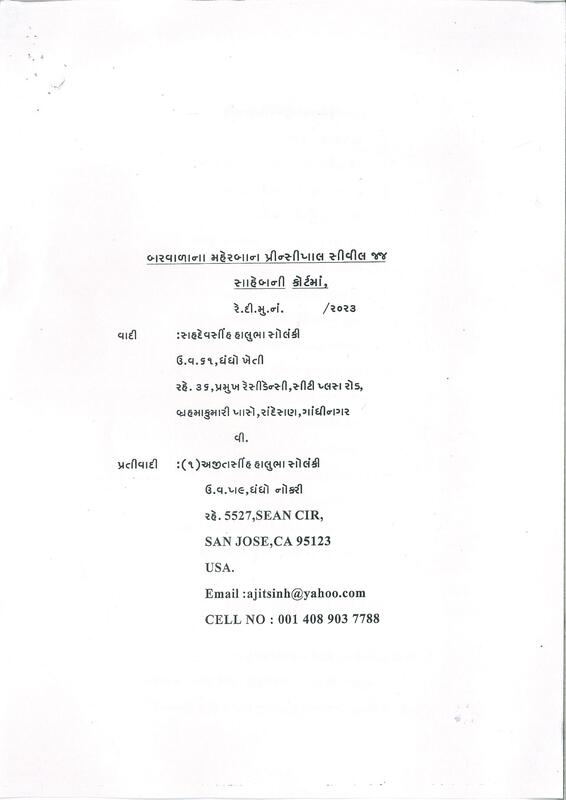 બરવાળાના મહેરબાન પ્રીન્સીપાલ સીવીલ જજ
સાહેબની કોર્ટમાં,
રે.દી.મુ.નં. /૨૦૨૩
વાદી :સહદેવસીંહ હાલુભા સોલંકી
ઉ.વ.૬૧,ધંધો ખેતી
રહે. ૩૬,પ્રમુખ રેસીડેન્સી,સીટી પ્લસ રોડ,
બ્રહમાકુમારી પાસે,રાંદેસણ,ગાંધીનગર
વી.
પ્રતીવાદી :(૧)અજીતસીંહ હાલુભા સોલંકી
ઉ.વ.૫૯,ધંધો નોકરી
રહે. 5527,SEAN CIR,
SAN JOSE,CA 95123
USA.
Email :ajitsinh@yahoo.com
CELL NO : 001 408 903 7788